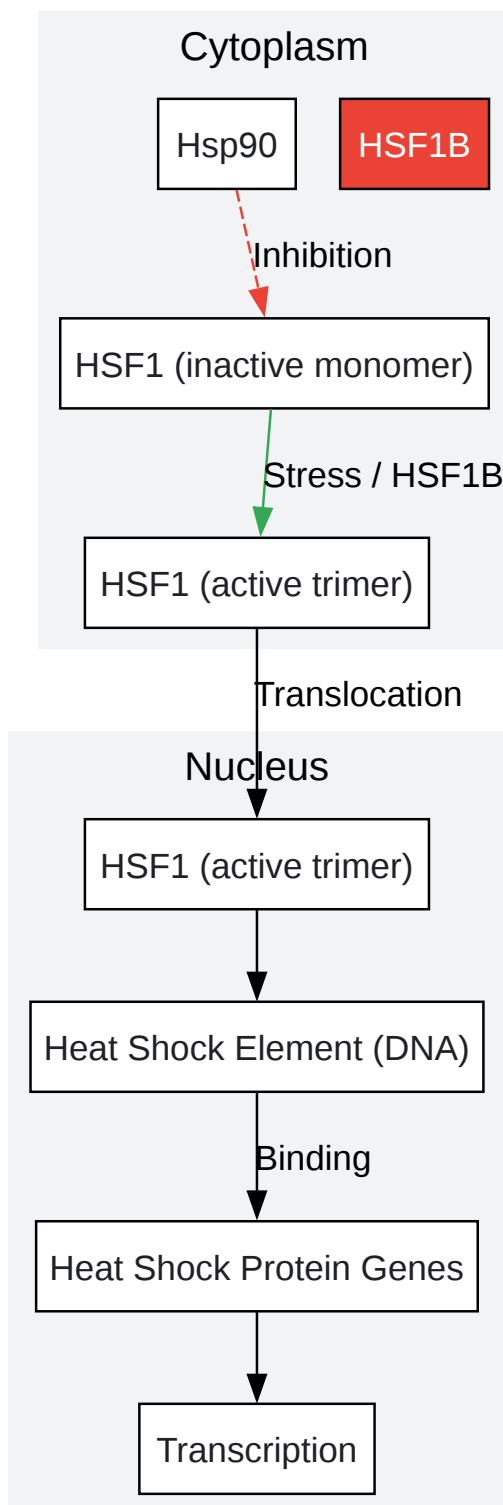 Cytoplasm
Hsp90
HSF1B
Inhibition
HSF1 (inactive monomer)
Stress / HSF1B
HSF1 (active trimer)
Translocation
Nucleus
HSF1 (active trimer)
Heat Shock Element (DNA)
Binding
Heat Shock Protein Genes
Transcription